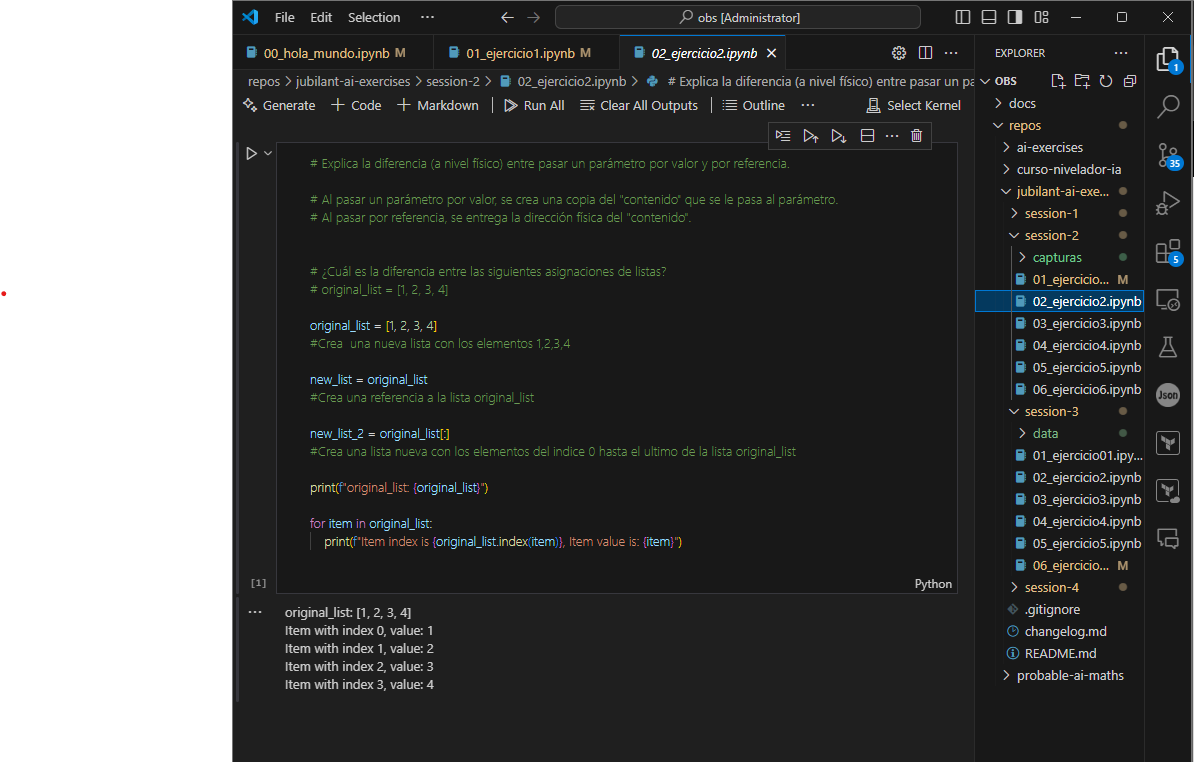 File Edit Selection ··· obs [Administrator]
00_hola_mundo.ipynb M 01_ejercicio1.ipynb M 02_ejercicio2.ipynb
repos > jubilant-ai-exercises > session-2 > 02_ejercicio2.ipynb > # Explica la diferencia (a nivel físico) entre pasar un pa
Generate + Code + Markdown Run All Clear All Outputs Outline ··· Select Kernel
# Explica la diferencia (a nivel físico) entre pasar un parámetro por valor y por referencia.
# Al pasar un parámetro por valor, se crea una copia del "contenido" que se le pasa al parámetro.
# Al pasar por referencia, se entrega la dirección física del "contenido".
# ¿Cuál es la diferencia entre las siguientes asignaciones de listas?
# original_list = [1, 2, 3, 4]
original_list = [1, 2, 3, 4]
#Crea  una nueva lista con los elementos 1,2,3,4
new_list = original_list
#Crea una referencia a la lista original_list
new_list_2 = original_list[:]
#Crea una lista nueva con los elementos del indice 0 hasta el ultimo de la lista original_list
print(f"original_list: {original_list}")
for item in original_list:
    print(f"Item index is {original_list.index(item)}, Item value is: {item}")
[1]
Python
original_list: [1, 2, 3, 4]
Item with index 0, value: 1
Item with index 1, value: 2
Item with index 2, value: 3
Item with index 3, value: 4
EXPLORER
OBS
docs
repos
ai-exercises
curso-nivelador-ia
jubilant-ai-exe...
session-1
session-2
capturas
01_ejercicio... M
02_ejercicio2.ipynb
03_ejercicio3.ipynb
04_ejercicio4.ipynb
05_ejercicio5.ipynb
06_ejercicio6.ipynb
session-3
data
01_ejercicio01.ipy...
02_ejercicio2.ipynb
03_ejercicio3.ipynb
04_ejercicio4.ipynb
05_ejercicio5.ipynb
06_ejercicio... M
session-4
.gitignore
changelog.md
README.md
probable-ai-maths
1
35
5
Json